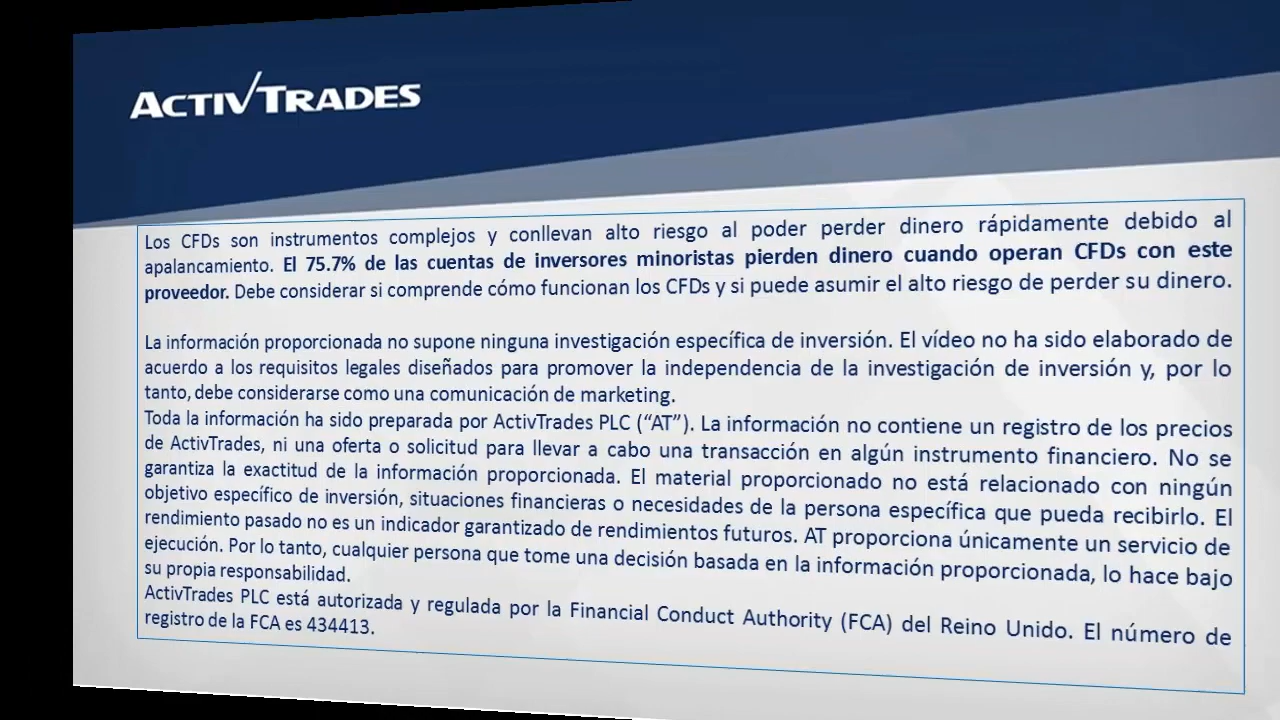 ACTIVTRADES
Los CFDs son instrumentos complejos y conllevan alto riesgo al poder perder dinero rápidamente debido al
apalancamiento. El 75.7% de las cuentas de inversores minoristas pierden dinero cuando operan CFDs con este
proveedor. Debe considerar si comprende cómo funcionan los CFDs y si puede asumir el alto riesgo de perder su dinero.
La información proporcionada no supone ninguna investigación específica de inversión. El vídeo no ha sido elaborado de
acuerdo a los requisitos legales diseñados para promover la independencia de la investigación de inversión y, por lo
tanto, debe considerarse como una comunicación de marketing.
Toda la información ha sido preparada por ActivTrades PLC (“AT”). La información no contiene un registro de los precios
de ActivTrades, ni una oferta o solicitud para llevar a cabo una transacción en algún instrumento financiero. No se
garantiza la exactitud de la información proporcionada. El material proporcionado no está relacionado con ningún
objetivo específico de inversión, situaciones financieras o necesidades de la persona específica que pueda recibirlo. El
rendimiento pasado no es un indicador garantizado de rendimientos futuros. AT proporciona únicamente un servicio de
ejecución. Por lo tanto, cualquier persona que tome una decisión basada en la información proporcionada, lo hace bajo
su propia responsabilidad.
ActivTrades PLC está autorizada y regulada por la Financial Conduct Authority (FCA) del Reino Unido. El número de
registro de la FCA es 434413.